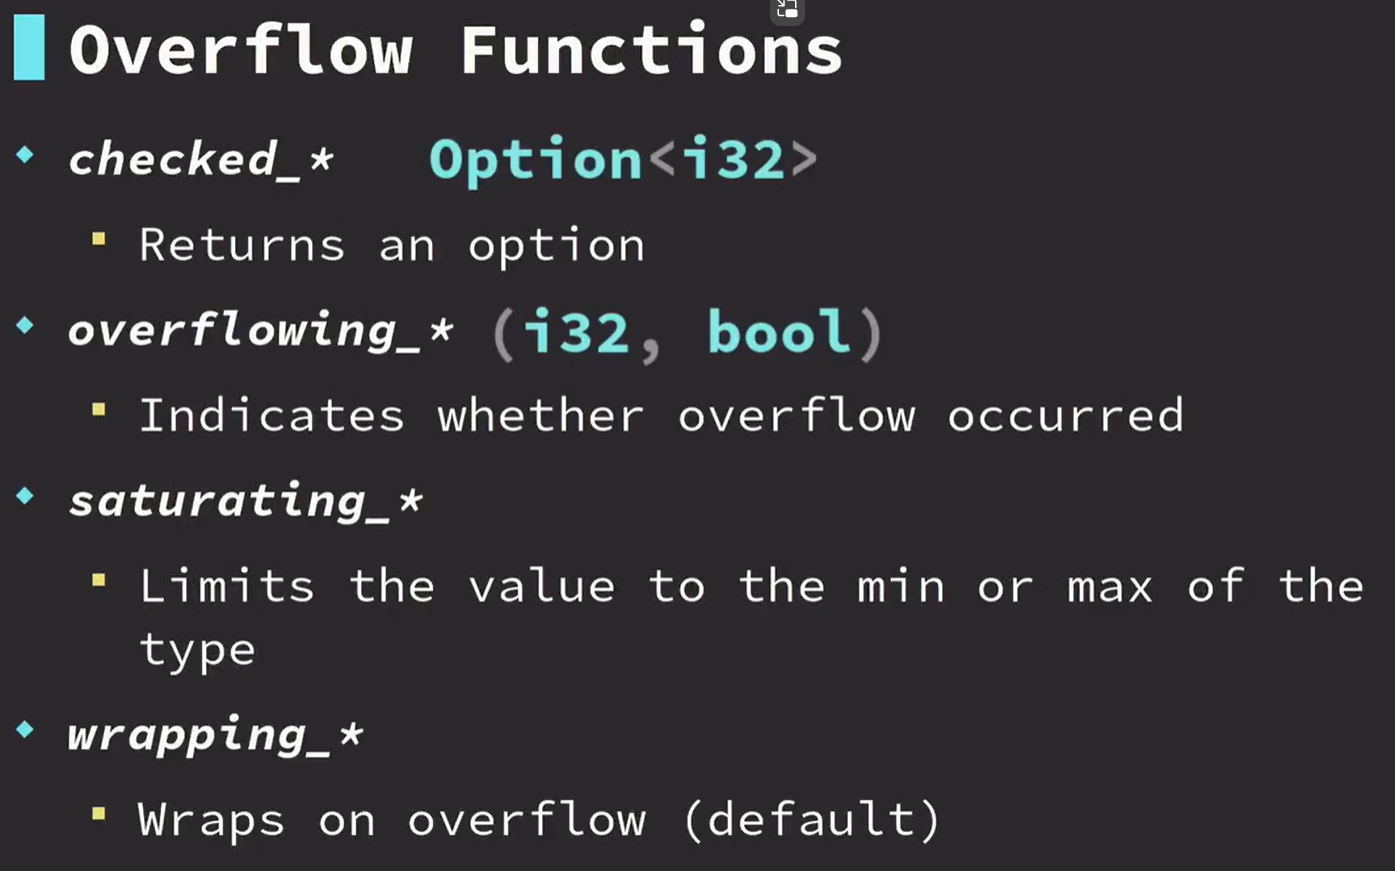 Overflow Functions
checked_* Option<i32>
Returns an option
overflowing_* (i32, bool)
Indicates whether overflow occurred
saturating_*
Limits the value to the min or max of the
type
wrapping_*
Wraps on overflow (default)